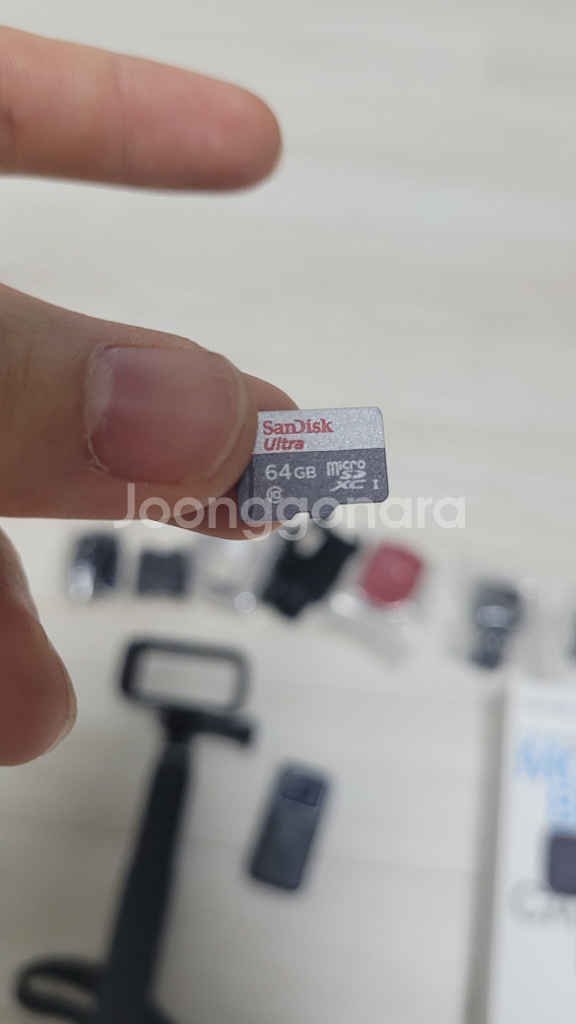 SanDisk
Ultra
64GB micro SD XC I
10
Joonggonara